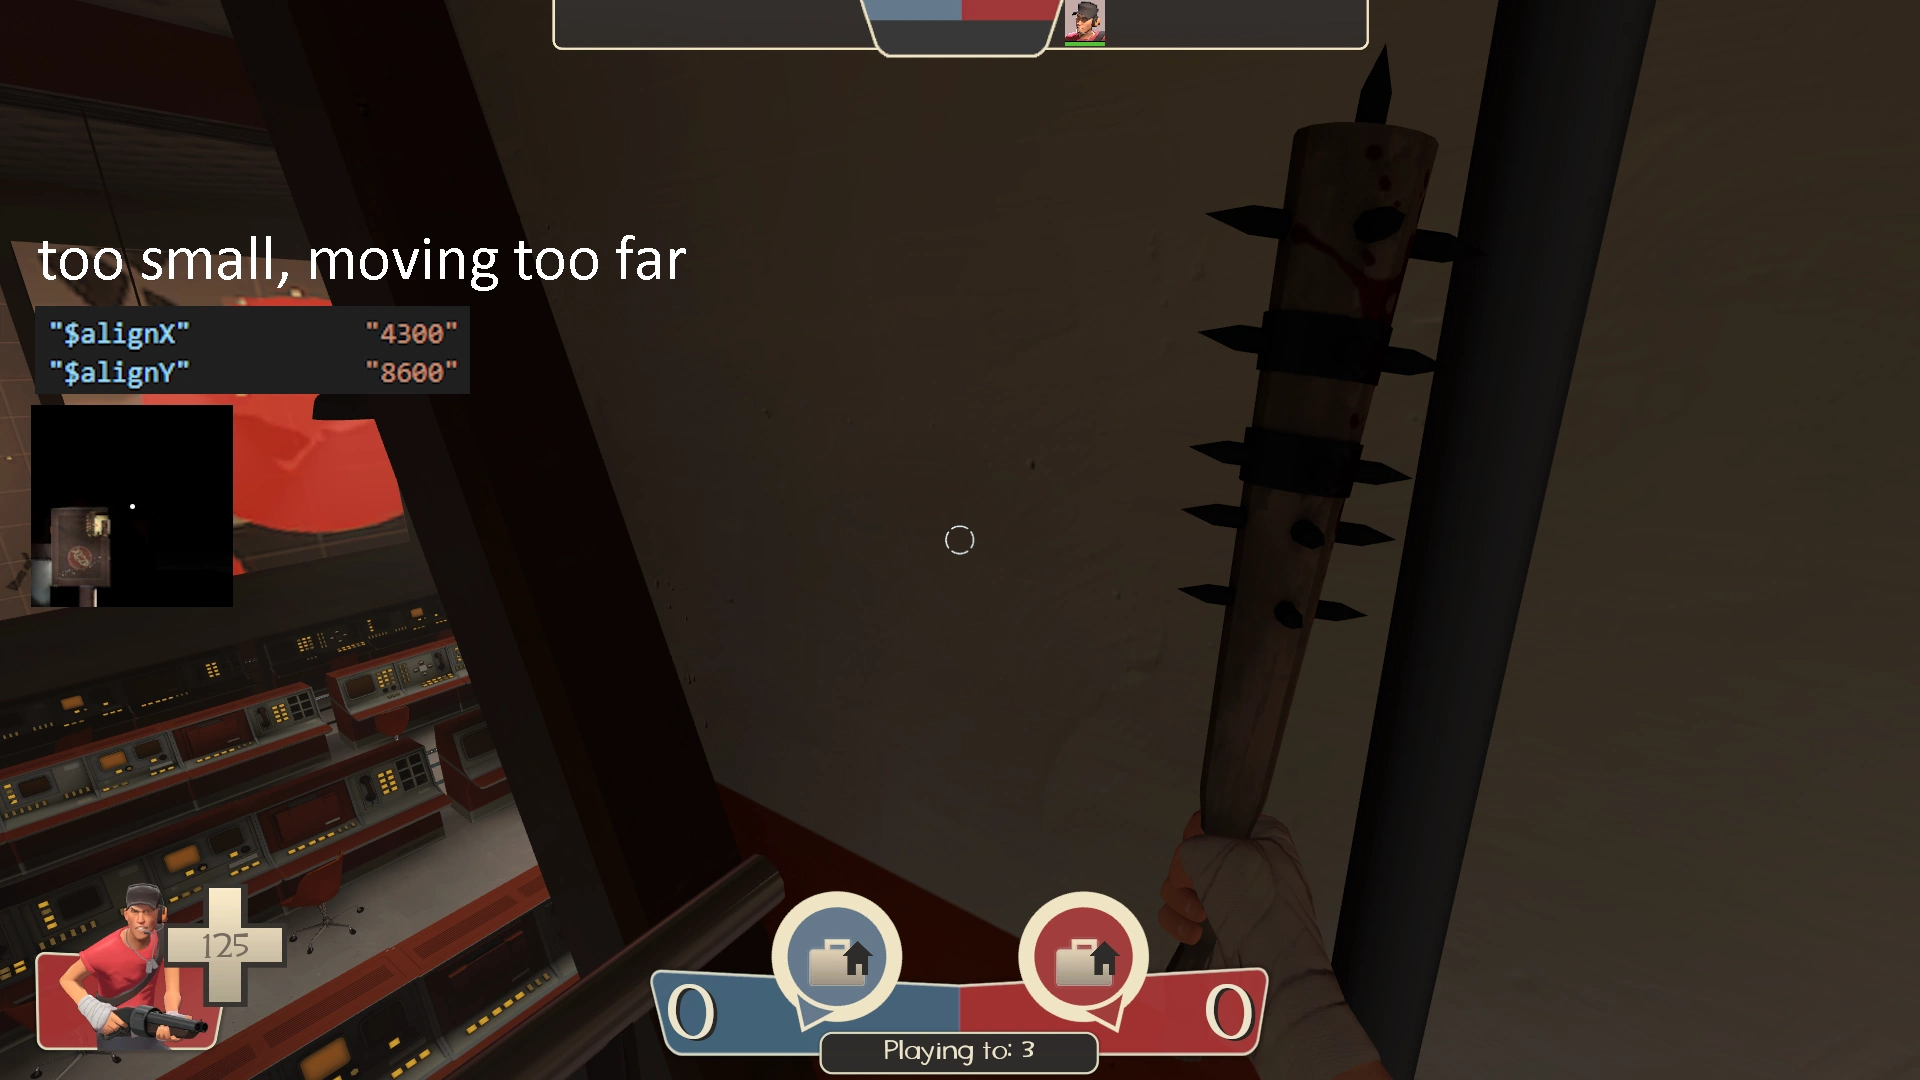 too small, moving too far
"$alignX" "4300"
"$alignY" "8600"
125
0 0
Playing to: 3